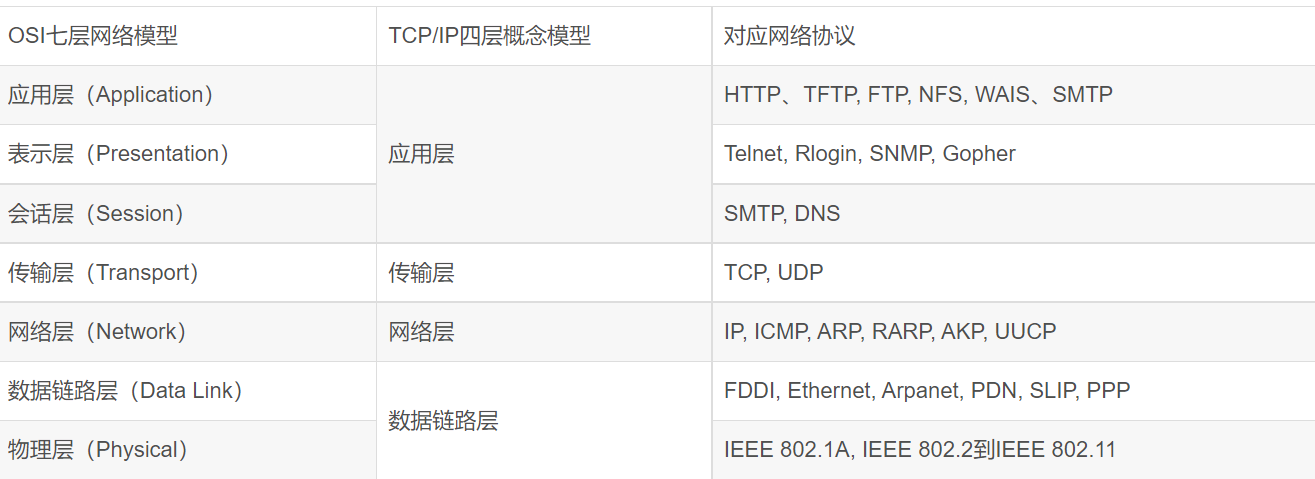 OSI七层网络模型 TCP/IP四层概念模型 对应网络协议
应用层（Application） HTTP、TFTP, FTP, NFS, WAIS、SMTP
表示层（Presentation） 应用层 Telnet, Rlogin, SNMP, Gopher
会话层（Session） SMTP, DNS
传输层（Transport） 传输层 TCP, UDP
网络层（Network） 网络层 IP, ICMP, ARP, RARP, AKP, UUCP
数据链路层（Data Link） FDDI, Ethernet, Arpanet, PDN, SLIP, PPP
数据链路层
物理层（Physical） IEEE 802.1A, IEEE 802.2到IEEE 802.11